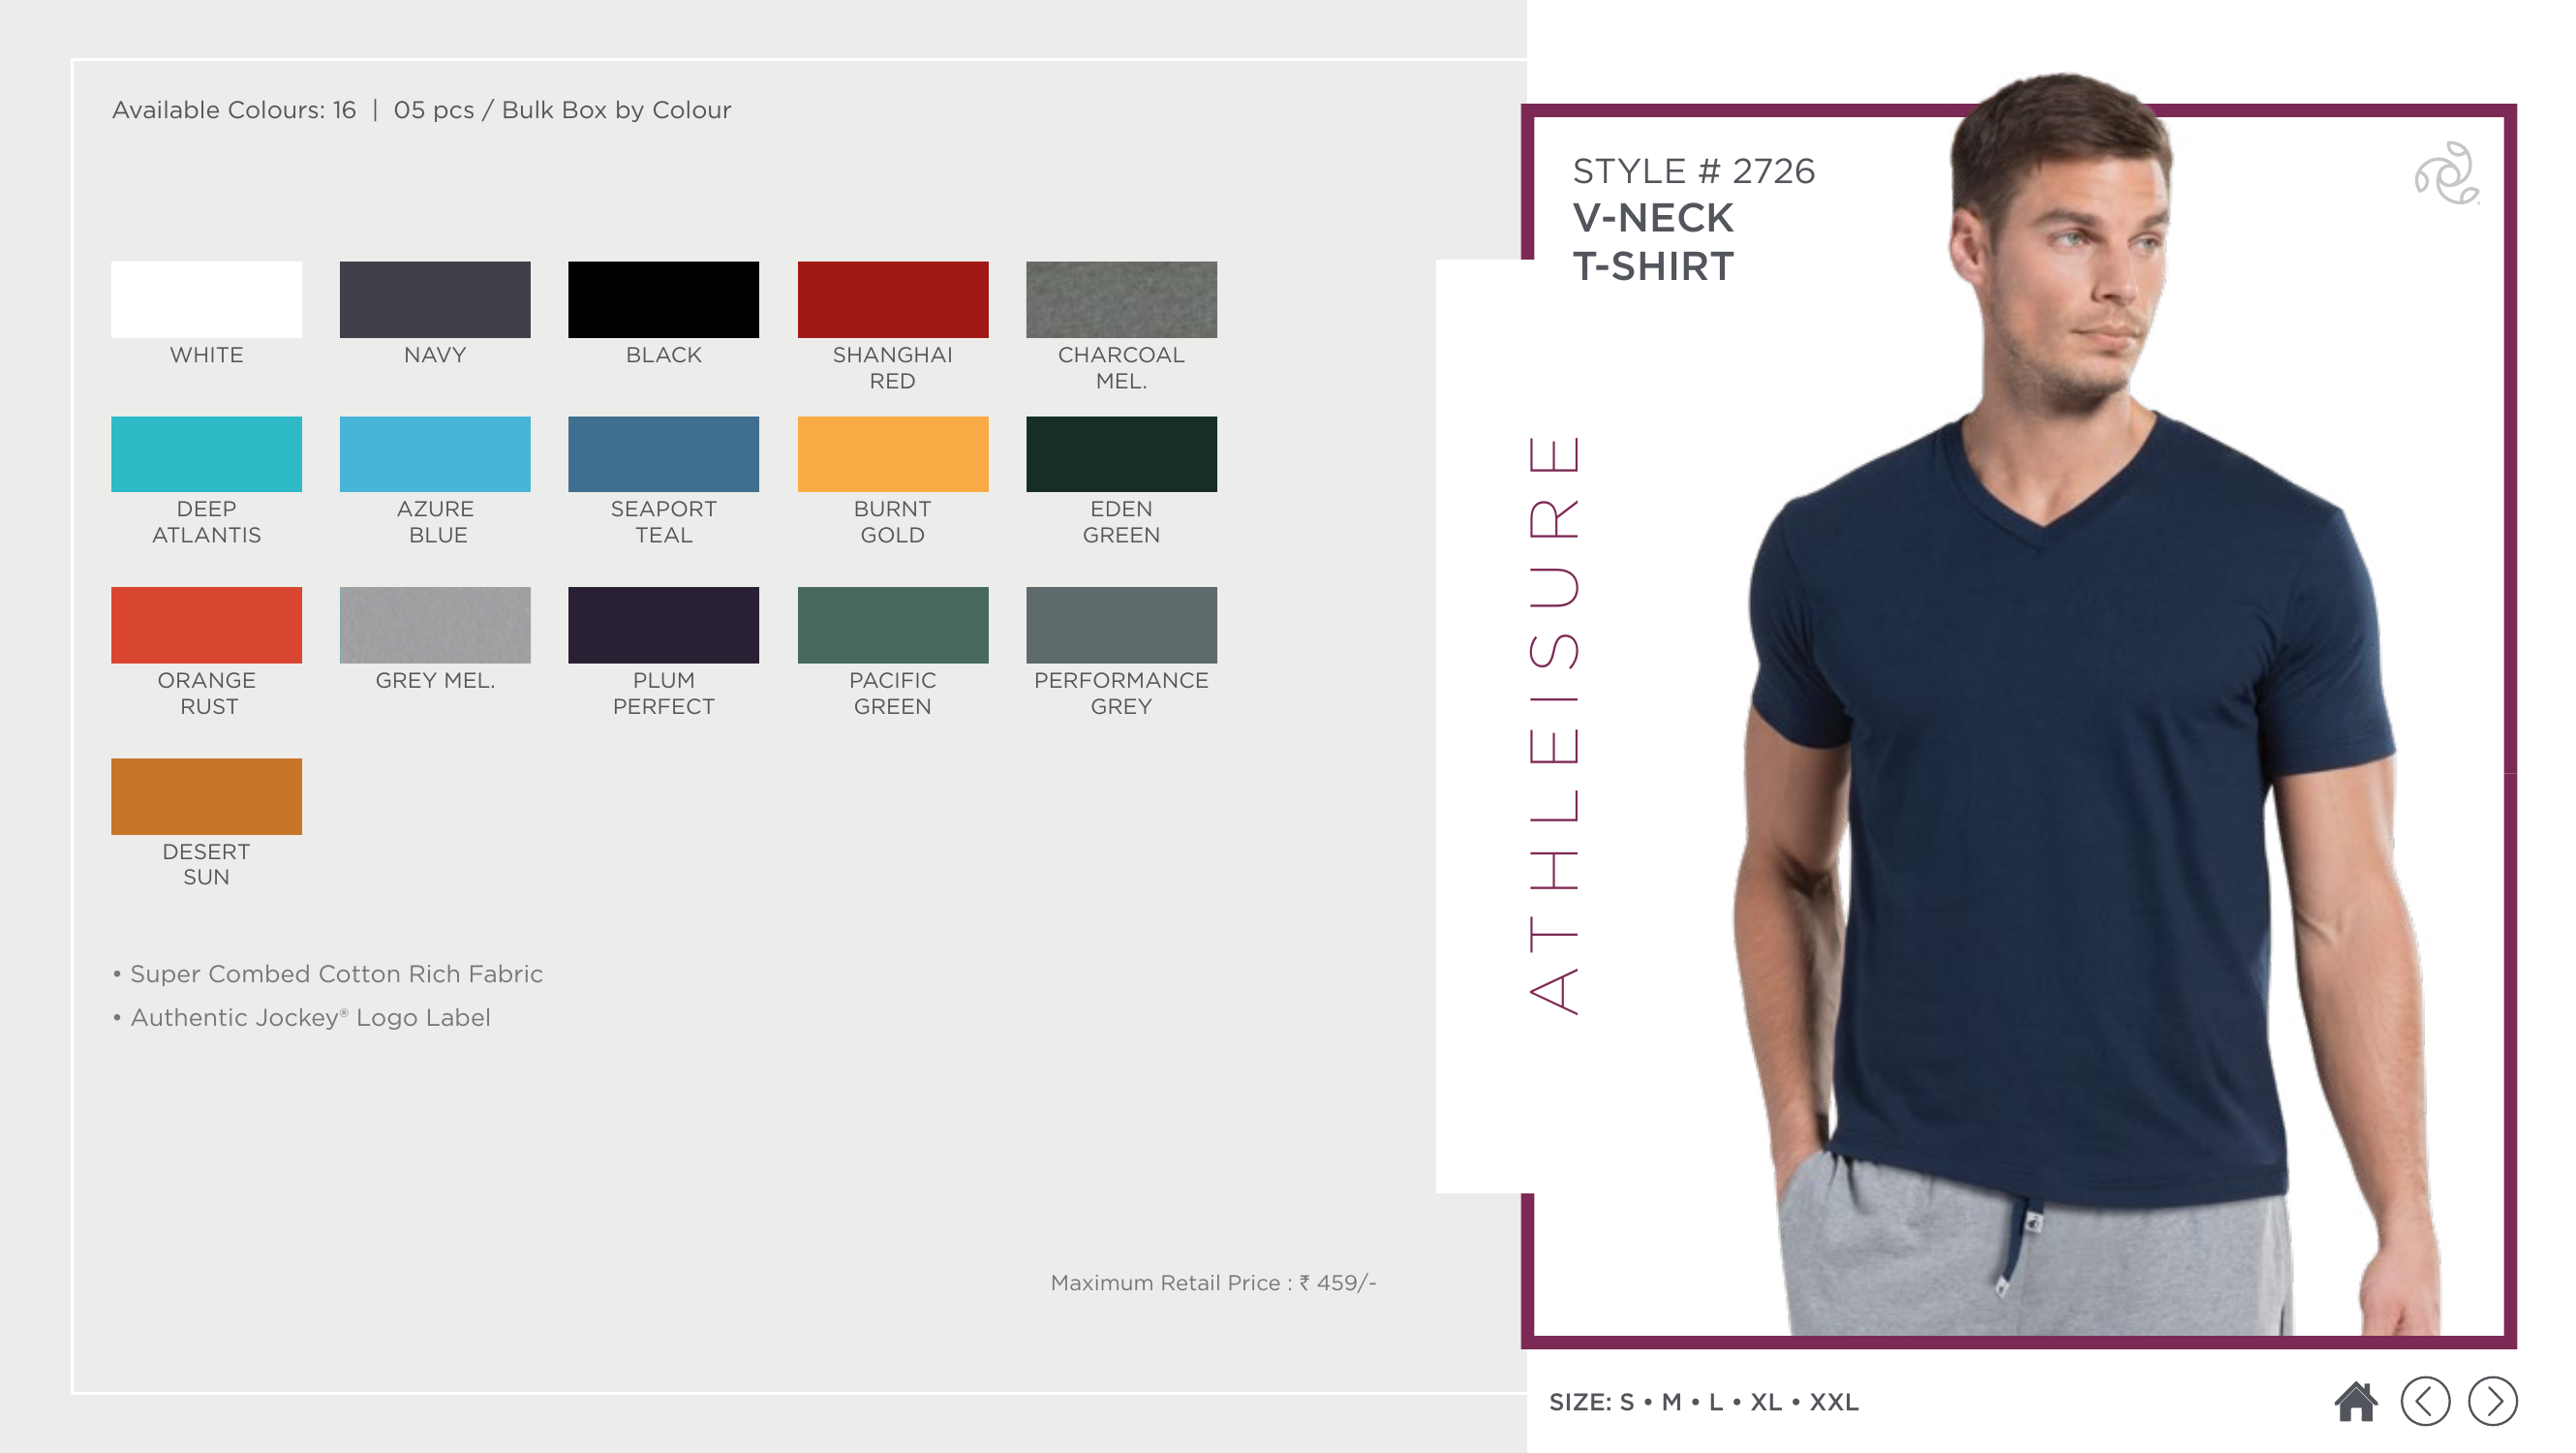 Available Colours: 16 | 05 pcs / Bulk Box by Colour
WHITE
NAVY
BLACK
SHANGHAI
RED
CHARCOAL
MEL.
DEEP
ATLANTIS
AZURE
BLUE
SEAPORT
TEAL
BURNT
GOLD
EDEN
GREEN
ORANGE
RUST
GREY MEL.
PLUM
PERFECT
PACIFIC
GREEN
PERFORMANCE
GREY
DESERT
SUN
• Super Combed Cotton Rich Fabric
• Authentic Jockey® Logo Label
Maximum Retail Price : ₹ 459/-
STYLE # 2726
V-NECK
T-SHIRT
ATHLEISURE
SIZE: S • M • L • XL • XXL